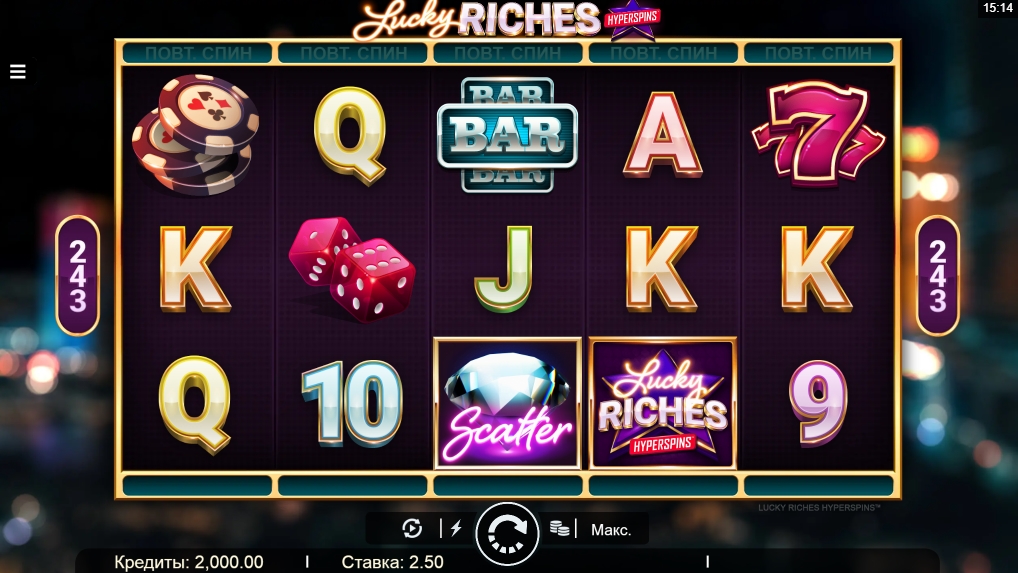 15:14
Lucky RICHES HYPERSPINS
ПОВТ. СПИН ПОВТ. СПИН ПОВТ. СПИН ПОВТ. СПИН ПОВТ. СПИН
Q BAR A 777
BAR
BAR
243 K J K K 243
Q 10 Scatter Lucky 9
RICHES
HYPERSPINS
LUCKY RICHES HYPERSPINS™
Макс.
Кредиты: 2,000.00 Ставка: 2.50